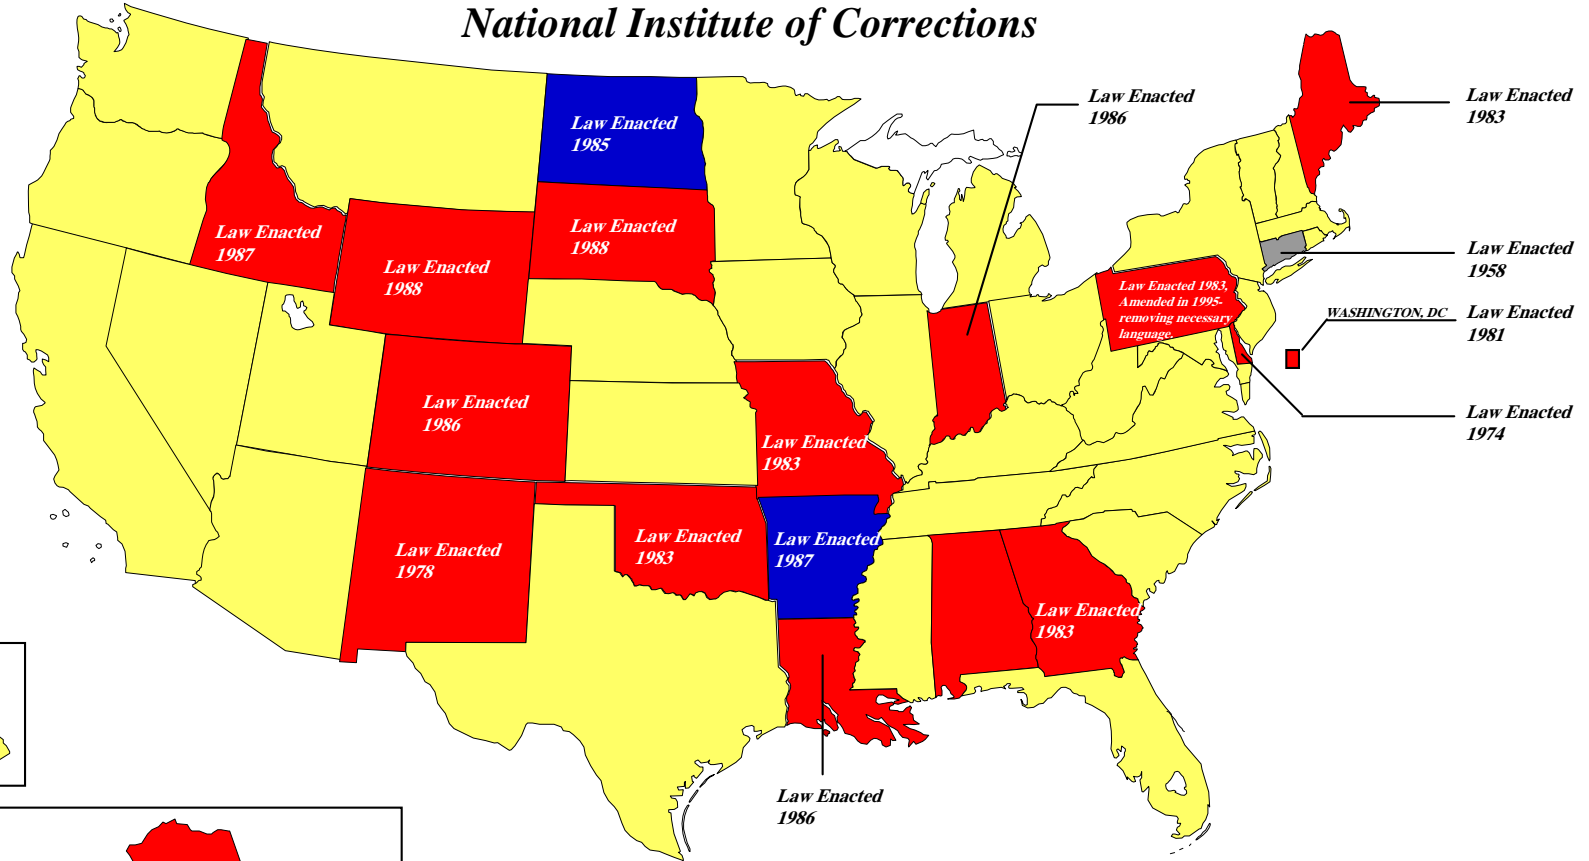 National Institute of Corrections
Law Enacted
1986
Law Enacted
1983
Law Enacted
1985
Law Enacted
1987
Law Enacted
1988
Law Enacted
1988
Law Enacted
1958
Law Enacted 1983,
Amended in 1995-
removing necessary
language.
WASHINGTON, DC
Law Enacted
1981
Law Enacted
1986
Law Enacted
1974
Law Enacted
1983
Law Enacted
1978
Law Enacted
1983
Law Enacted
1987
Law Enacted
1983
Law Enacted
1986